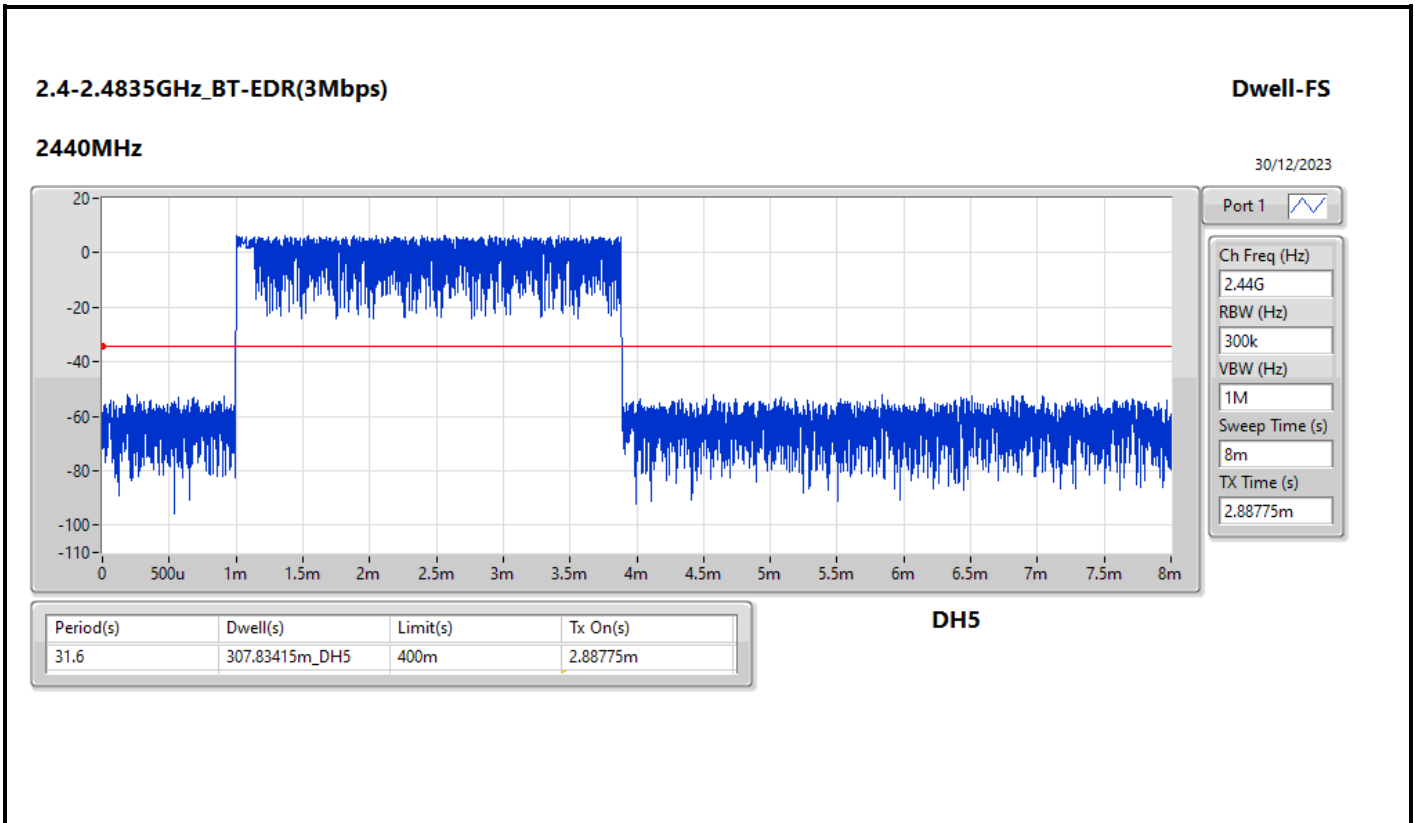 2.4-2.4835GHz_BT-EDR(3Mbps)
Dwell-FS
2440MHz
30/12/2023
20
0
-20
-40
-60
-80
-100
-110
0 500u 1m 1.5m 2m 2.5m 3m 3.5m 4m 4.5m 5m 5.5m 6m 6.5m 7m 7.5m 8m
Port 1
Ch Freq (Hz)
2.44G
RBW (Hz)
300k
VBW (Hz)
1M
Sweep Time (s)
8m
TX Time (s)
2.88775m
Period(s) Dwell(s) Limit(s) Tx On(s)
31.6 307.83415m_DH5 400m 2.88775m
DH5